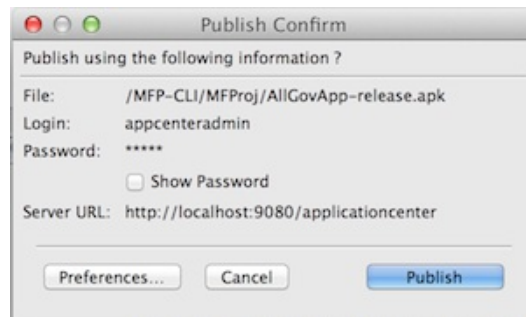 Publish Confirm
Publish using the following information ?
File: /MFP-CLI/MFProj/AllGovApp-release.apk
Login: appcenteradmin
Password: *****
Show Password
Server URL: http://localhost:9080/applicationcenter
Preferences... Cancel Publish